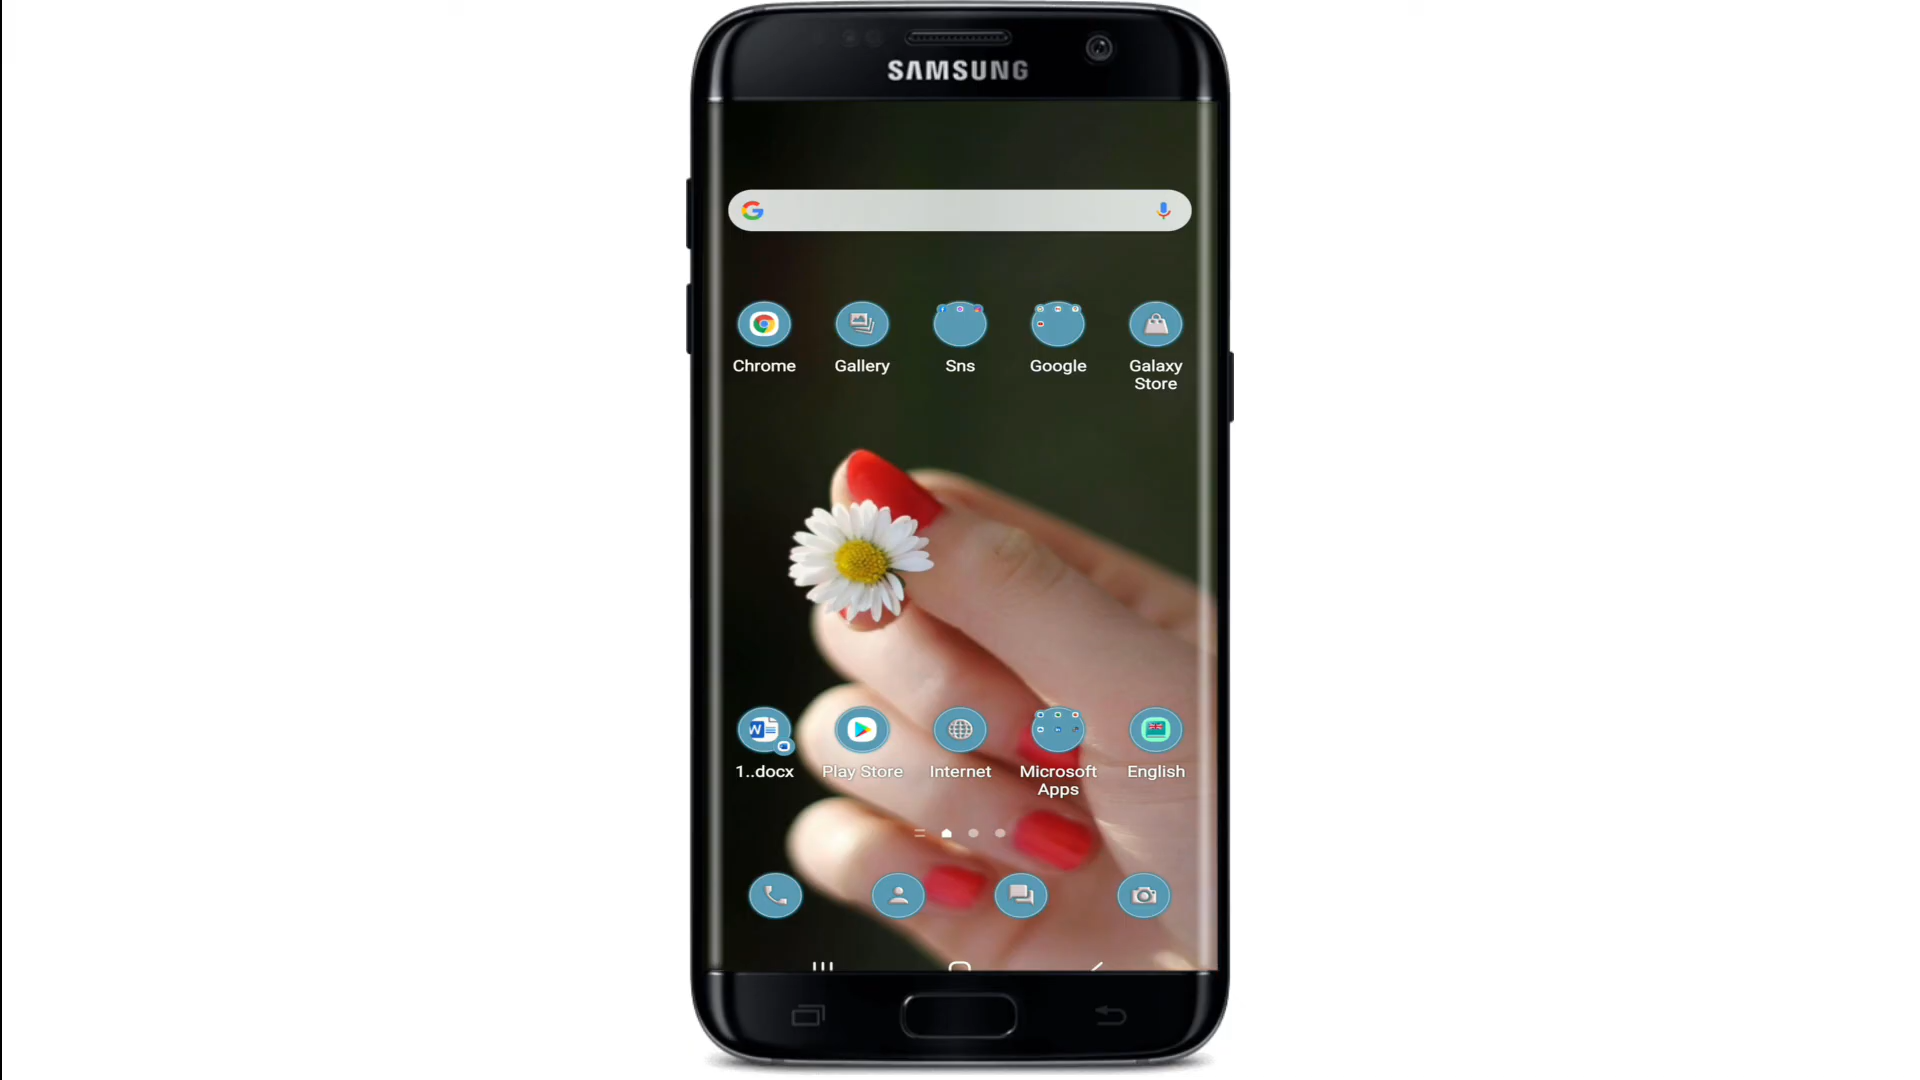 SAMSUNG
Chrome
Gallery
Sns
Google
Galaxy
Store
1..docx
Play Store
Internet
Microsoft
Apps
English